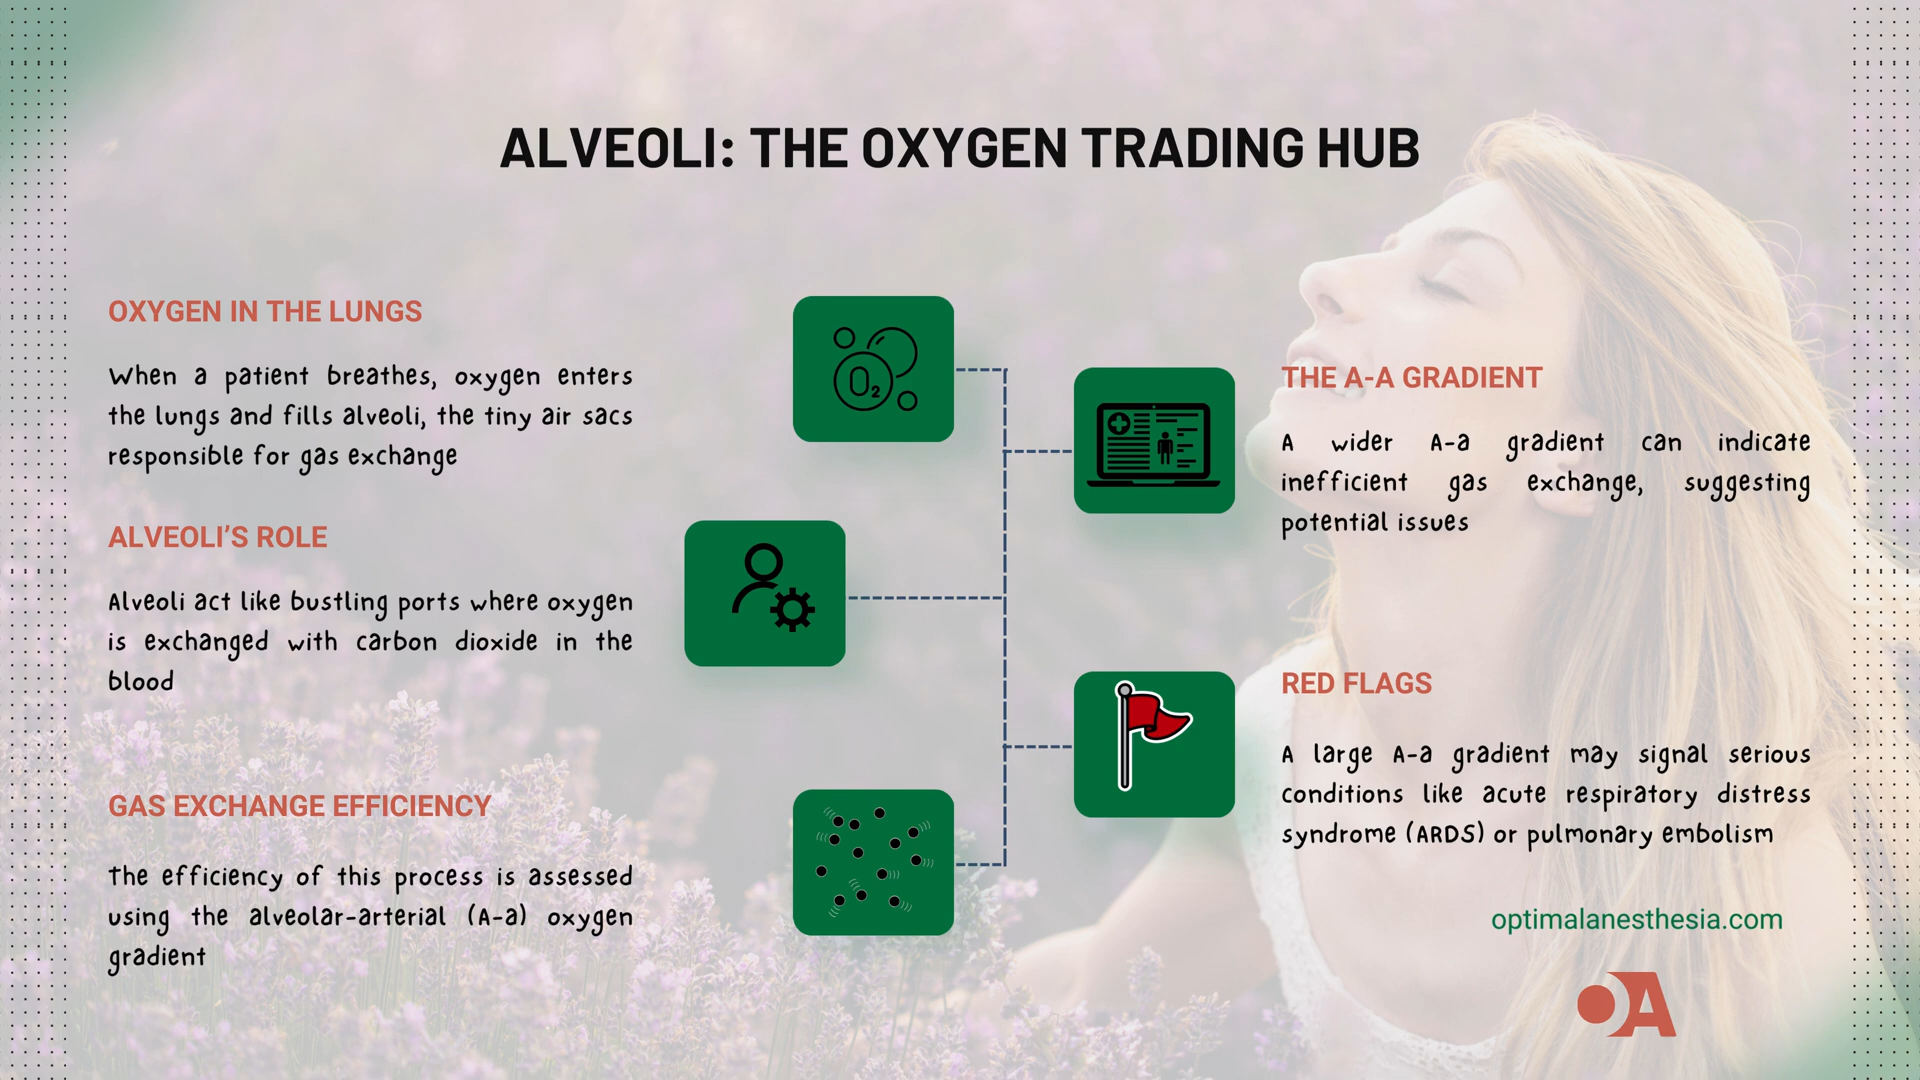 ALVEOLI: THE OXYGEN TRADING HUB
OXYGEN IN THE LUNGS
When a patient breathes, oxygen enters
the lungs and fills alveoli, the tiny air sacs
responsible for gas exchange
ALVEOLI’S ROLE
Alveoli act like bustling ports where oxygen
is exchanged with carbon dioxide in the
blood
GAS EXCHANGE EFFICIENCY
The efficiency of this process is assessed
using the alveolar-arterial (A-a) oxygen
gradient
O₂
THE A-A GRADIENT
A wider A-a gradient can indicate
inefficient gas exchange, suggesting
potential issues
RED FLAGS
A large A-a gradient may signal serious
conditions like acute respiratory distress
syndrome (ARDS) or pulmonary embolism
optimalanesthesia.com
OA